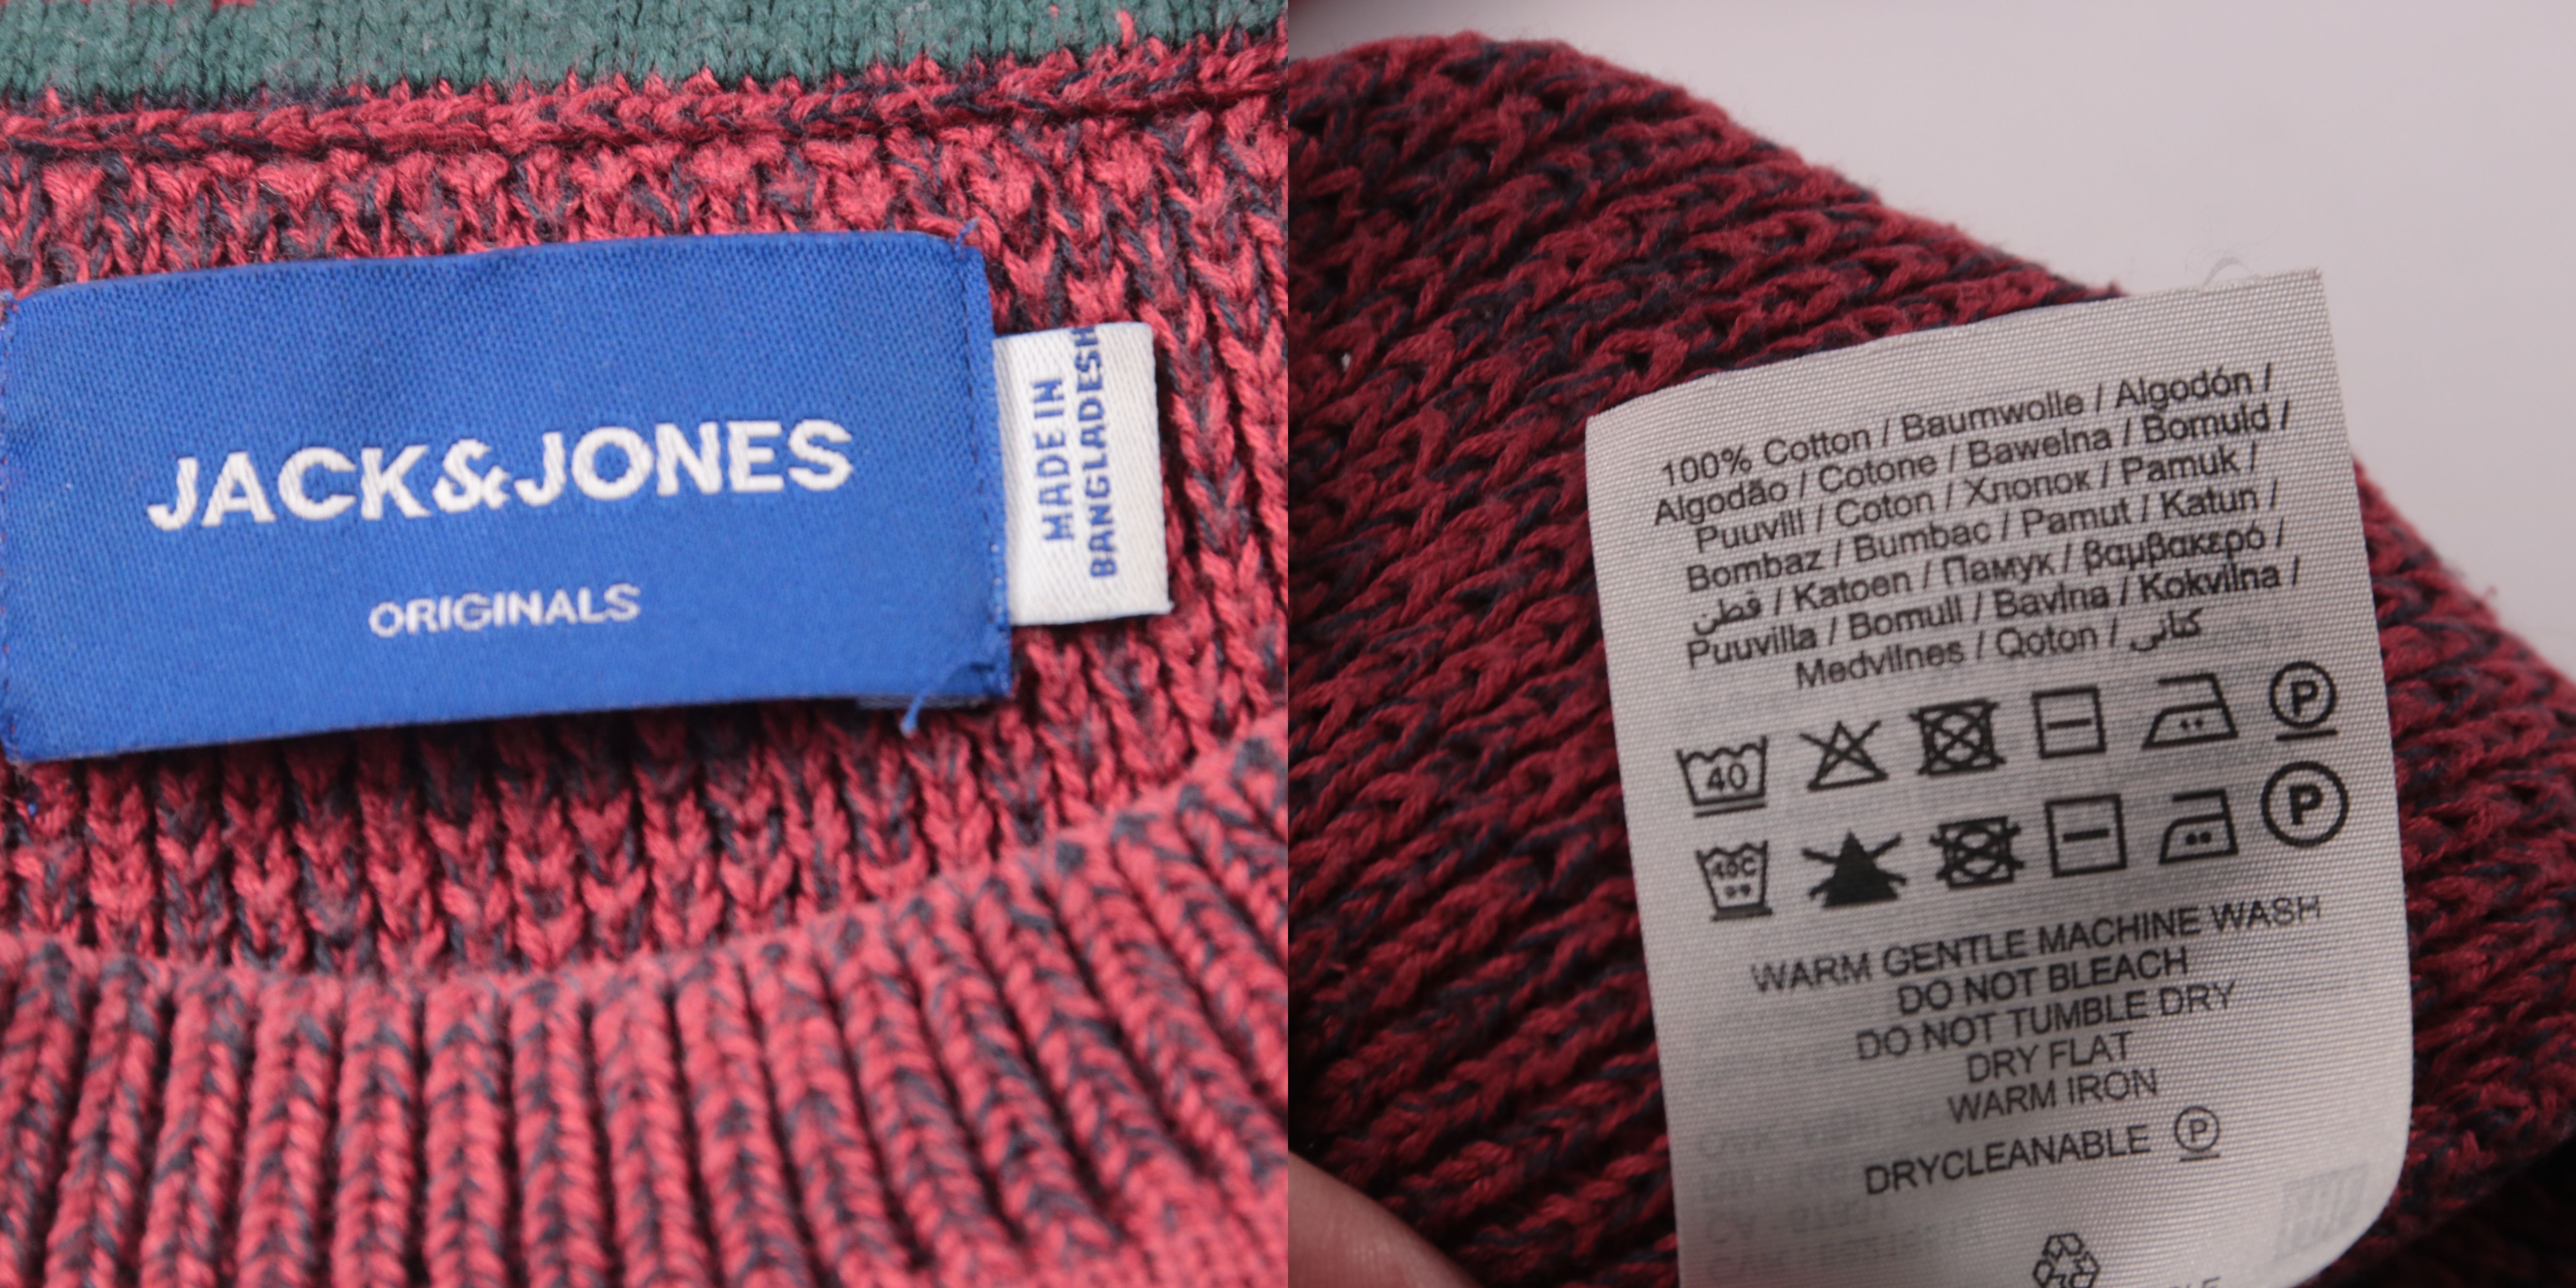 JACK&JONES
ORIGINALS
MADE IN
BANGLADESH
100% Cotton / Baumwolle / Algodón /
Algodão / Cotone / Bawełna / Bomuld /
Puuvill / Coton / Хлопок / Pamuk /
Bombaz / Bumbac / Pamut / Katun /
قطن / Katoen / Памук / βαμβακερό /
Puuvilla / Bomull / Bavlna / Kokvilna /
Medvilnes / Qoton / كتاني
40
P
40C
P
WARM GENTLE MACHINE WASH
DO NOT BLEACH
DO NOT TUMBLE DRY
DRY FLAT
WARM IRON
DRYCLEANABLE P